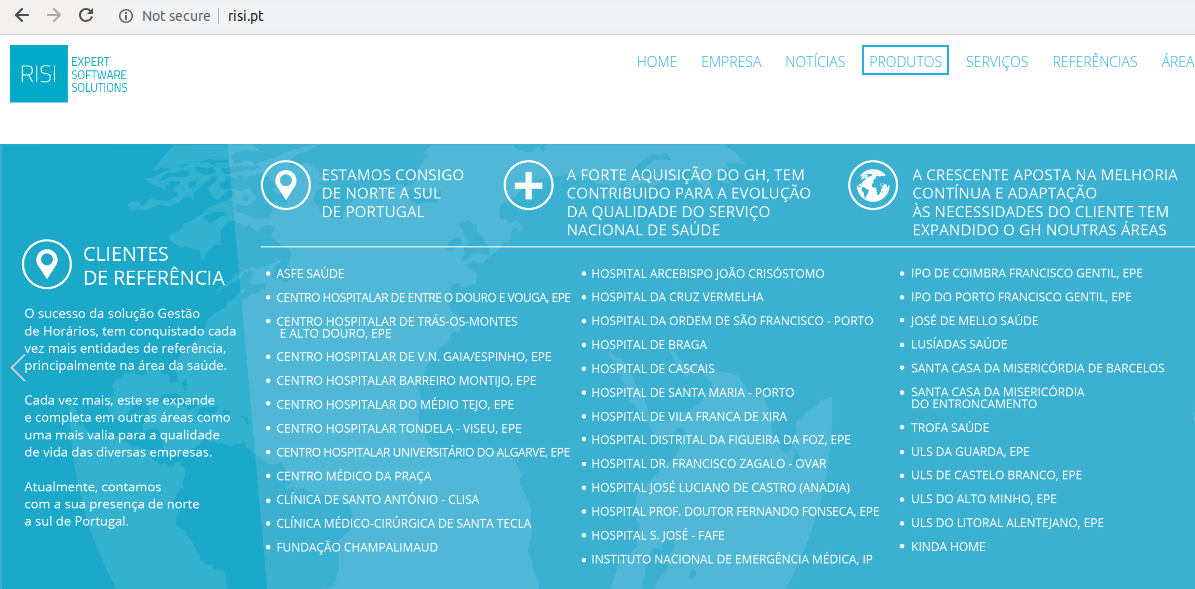 Not secure | risi.pt
RISI
EXPERT
SOFTWARE
SOLUTIONS
HOME
EMPRESA
NOTÍCIAS
PRODUTOS
SERVIÇOS
REFERÊNCIAS
ÁREA
CLIENTES
DE REFERÊNCIA
O sucesso da solução Gestão
de Horários, tem conquistado cada
vez mais entidades de referência,
principalmente na área da saúde.
Cada vez mais, este se expande
e completa em outras áreas como
uma mais valia para a qualidade
de vida das diversas empresas.
Atualmente, contamos
com a sua presença de norte
a sul de Portugal.
ESTAMOS CONSIGO
DE NORTE A SUL
DE PORTUGAL
A FORTE AQUISIÇÃO DO GH, TEM
CONTRIBUIDO PARA A EVOLUÇÃO
DA QUALIDADE DO SERVIÇO
NACIONAL DE SAÚDE
A CRESCENTE APOSTA NA MELHORIA
CONTÍNUA E ADAPTAÇÃO
ÀS NECESSIDADES DO CLIENTE TEM
EXPANDIDO O GH NOUTRAS ÁREAS
• ASFE SAÚDE
• CENTRO HOSPITALAR DE ENTRE O DOURO E VOUGA, EPE
• CENTRO HOSPITALAR DE TRÁS-OS-MONTES
E ALTO DOURO, EPE
• CENTRO HOSPITALAR DE V.N. GAIA/ESPINHO, EPE
• CENTRO HOSPITALAR BARREIRO MONTIJO, EPE
• CENTRO HOSPITALAR DO MÉDIO TEJO, EPE
• CENTRO HOSPITALAR TONDELA - VISEU, EPE
• CENTRO HOSPITALAR UNIVERSITÁRIO DO ALGARVE, EPE
• CENTRO MÉDICO DA PRAÇA
• CLÍNICA DE SANTO ANTÓNIO - CLISA
• CLÍNICA MÉDICO-CIRÚRGICA DE SANTA TECLA
• FUNDAÇÃO CHAMPALIMAUD
• HOSPITAL ARCEBISPO JOÃO CRISÓSTOMO
• HOSPITAL DA CRUZ VERMELHA
• HOSPITAL DA ORDEM DE SÃO FRANCISCO - PORTO
• HOSPITAL DE BRAGA
• HOSPITAL DE CASCAIS
• HOSPITAL DE SANTA MARIA - PORTO
• HOSPITAL DE VILA FRANCA DE XIRA
• HOSPITAL DISTRITAL DA FIGUEIRA DA FOZ, EPE
• HOSPITAL DR. FRANCISCO ZAGALO - OVAR
• HOSPITAL JOSÉ LUCIANO DE CASTRO (ANADIA)
• HOSPITAL PROF. DOUTOR FERNANDO FONSECA, EPE
• HOSPITAL S. JOSÉ - FAFE
• INSTITUTO NACIONAL DE EMERGÊNCIA MÉDICA, IP
• IPO DE COIMBRA FRANCISCO GENTIL, EPE
• IPO DO PORTO FRANCISCO GENTIL, EPE
• JOSÉ DE MELLO SAÚDE
• LUSÍADAS SAÚDE
• SANTA CASA DA MISERICÓRDIA DE BARCELOS
• SANTA CASA DA MISERICÓRDIA
DO ENTRONCAMENTO
• TROFA SAÚDE
• ULS DA GUARDA, EPE
• ULS DE CASTELO BRANCO, EPE
• ULS DO ALTO MINHO, EPE
• ULS DO LITORAL ALENTEJANO, EPE
• KINDA HOME